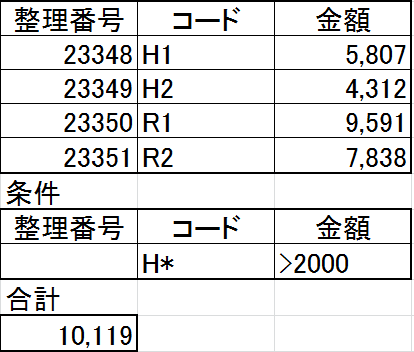 整理番号 コード 金額
23348 H1 5,807
23349 H2 4,312
23350 R1 9,591
23351 R2 7,838
条件
整理番号 コード 金額
H* >2000
合計
10,119